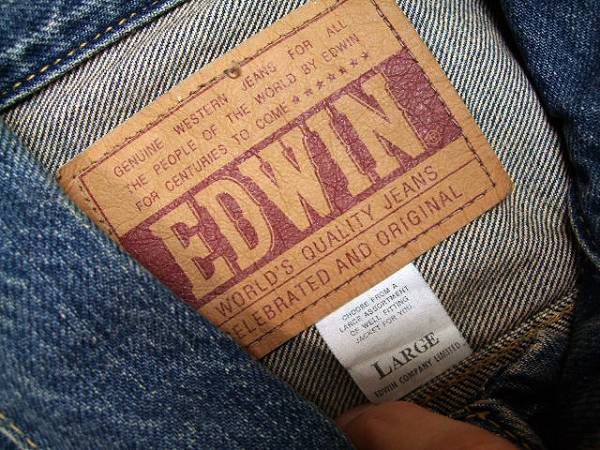 GENUINE WESTERN JEANS FOR ALL
THE PEOPLE OF THE WORLD BY EDWIN
FOR CENTURIES TO COME ★★★★★★★
EDWIN
WORLD'S QUALITY JEANS
CELEBRATED AND ORIGINAL
CHOOSE FROM A
LARGE ASSORTMENT
OF WELL FITTING
JACKET FOR YOU
LARGE
EDWIN COMPANY LIMITED